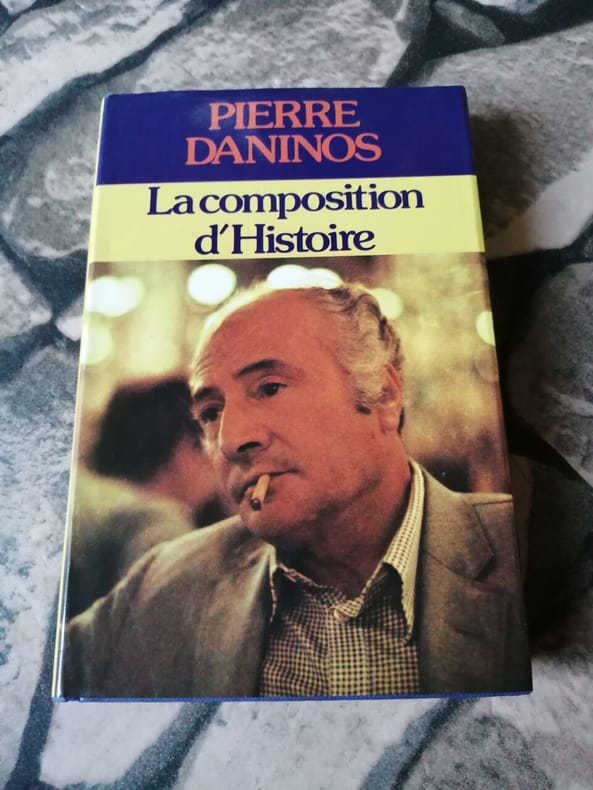 PIERRE
DANINOS
La composition
d'Histoire